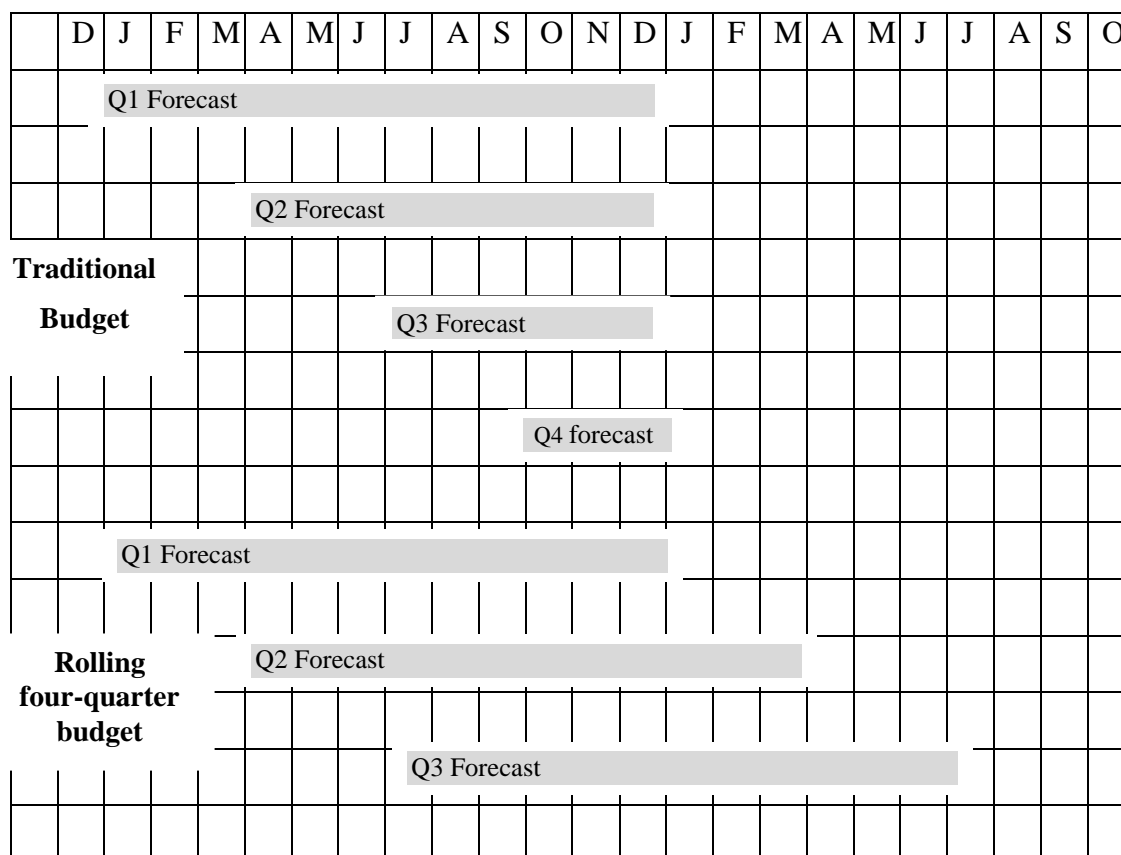 D J F M A M J J A S O N D J F M A M J J A S O
Q1 Forecast
Q2 Forecast
Traditional
Budget
Q3 Forecast
Q4 forecast
Q1 Forecast
Rolling
four-quarter
budget
Q2 Forecast
Q3 Forecast